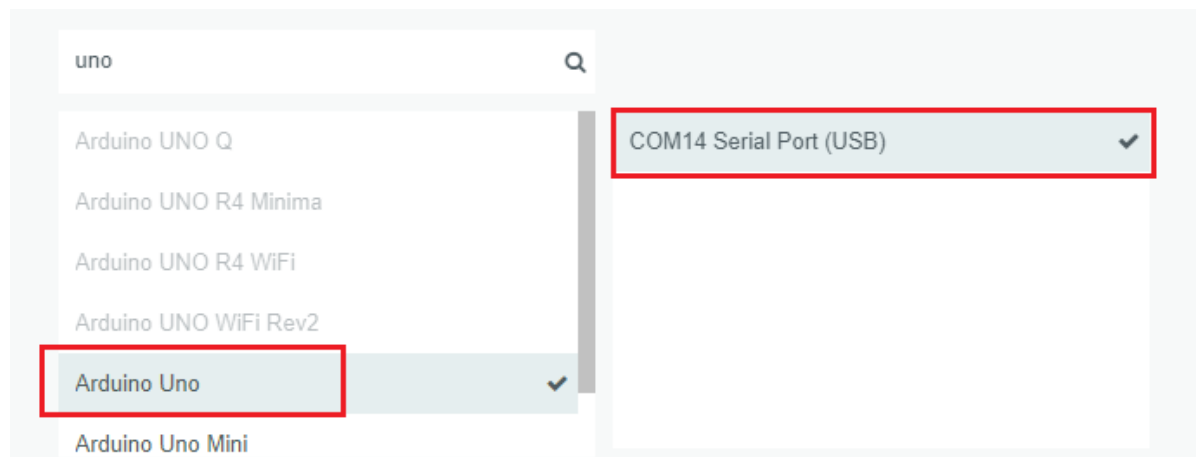 uno
Arduino UNO Q
Arduino UNO R4 Minima
Arduino UNO R4 WiFi
Arduino UNO WiFi Rev2
Arduino Uno
Arduino Uno Mini
COM14 Serial Port (USB)